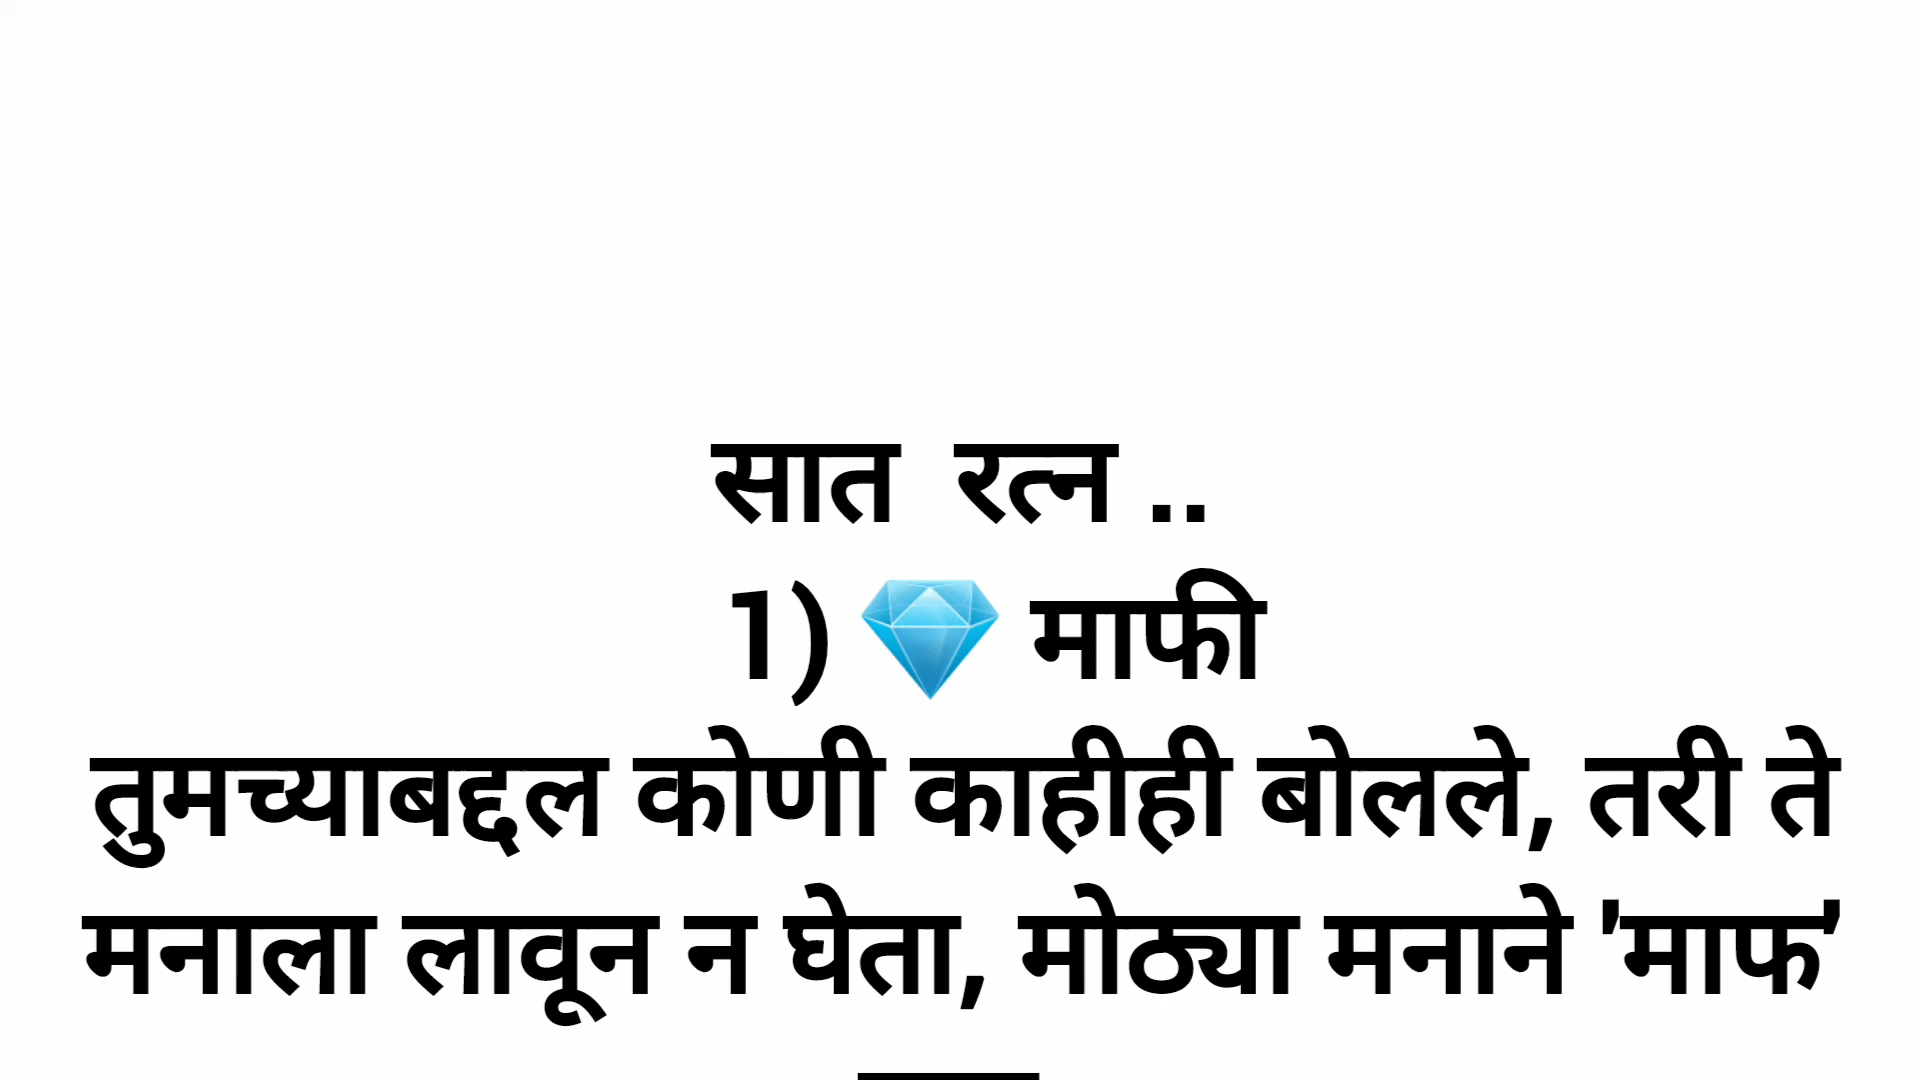 सात  रत्न ..
1) 💎 माफी
तुमच्याबद्दल कोणी काहीही बोलले, तरी ते
मनाला लावून न घेता, मोठ्या मनाने 'माफ'